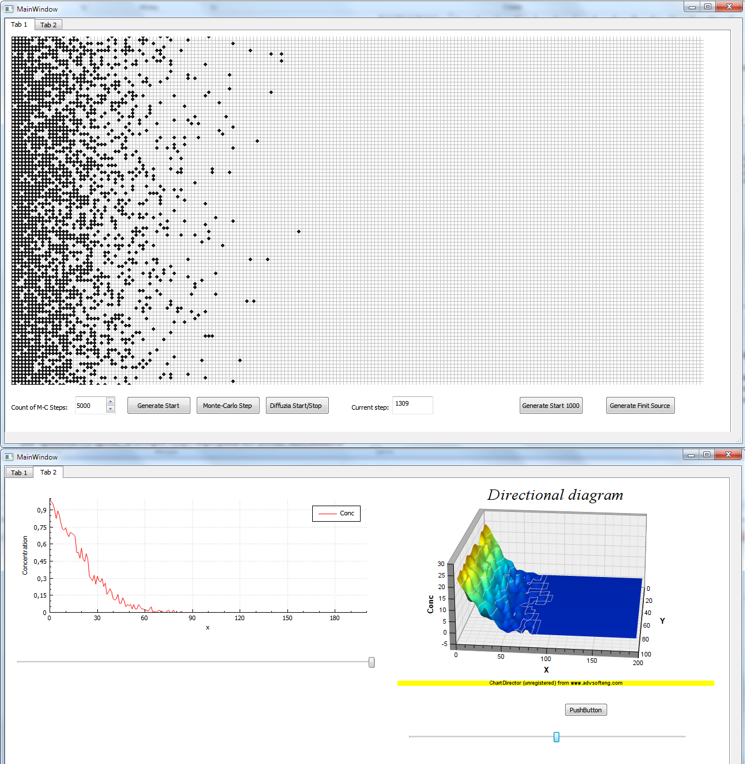 MainWindow
Tab 1 Tab 2
Count of M-C Steps: 5000 Generate Start Monte-Carlo Step Diffuzia Start/Stop Current step: 1309 Generate Start 1000 Generate Finit Source
MainWindow
Tab 1 Tab 2
0,9
0,75
0,6
0,45
0,3
0,15
0
Concentration
0 30 60 90 120 150 180
x
Conc
Directional diagram
30
25
20
15
10
5
0
-5
Conc
0 50 100 150 200
X
0
20
40
60
80
100
Y
ChartDirector (unregistered) from www.advsofteng.com
PushButton